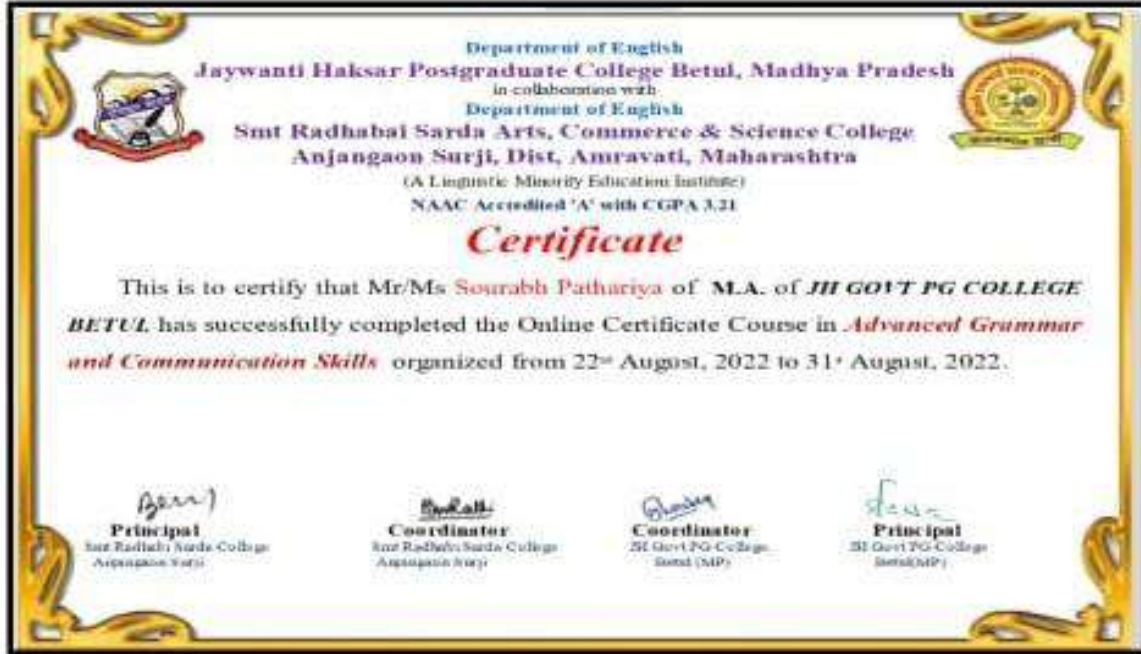 Department of English
Jaywanti Haksar Postgraduate College Betul, Madhya Pradesh
in collaboration with
Department of English
Smt Radhabai Sarda Arts, Commerce & Science College
Anjangaon Surji, Dist, Amravati, Maharashtra
(A Linguistic Minority Education Institute)
NAAC Accredited 'A' with CGPA 3.21
Certificate
This is to certify that Mr/Ms Sourabh Pathariya of M.A. of JH GOVT PG COLLEGE
BETUL has successfully completed the Online Certificate Course in Advanced Grammar
and Communication Skills organized from 22 August, 2022 to 31 August, 2022.
Principal
Smt Radhabai Sarda College
Anjangaon Surji
Coordinator
Smt Radhabai Sarda College
Anjangaon Surji
Coordinator
JH Govt PG College
Betul (MP)
Principal
JH Govt PG College
Betul(MP)